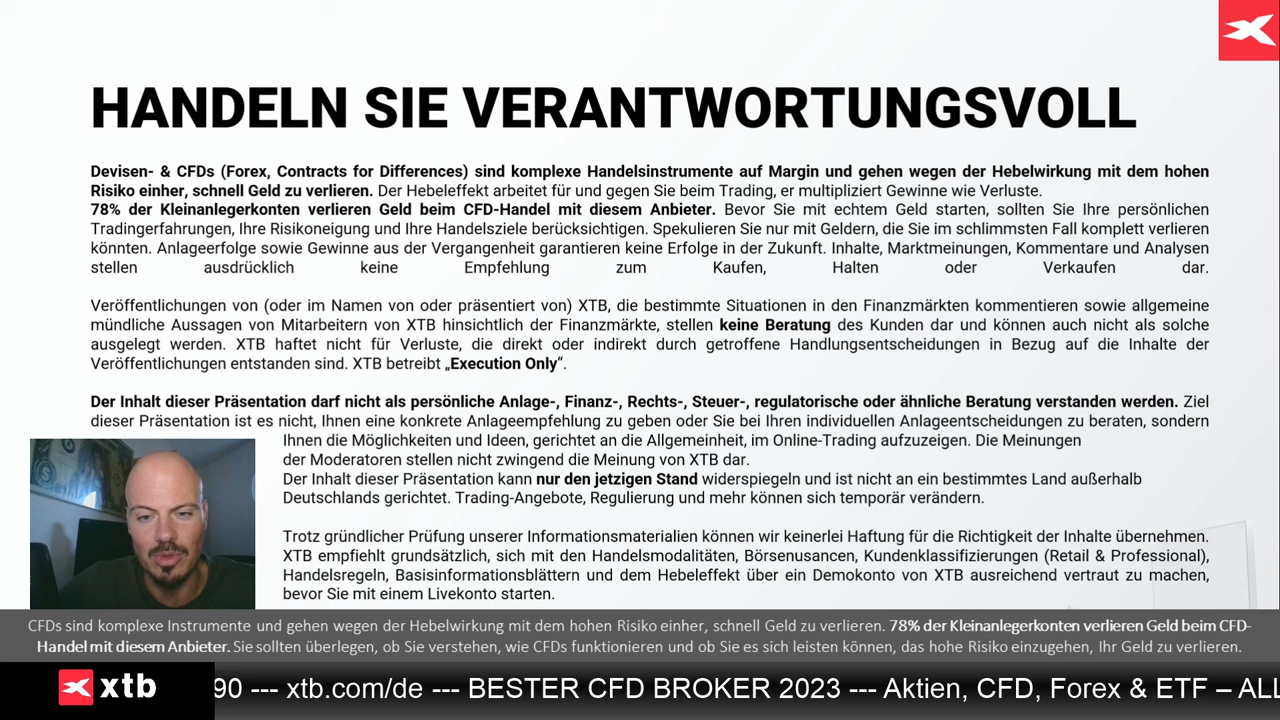 HANDELN SIE VERANTWORTUNGSVOLL
Devisen- & CFDs (Forex, Contracts for Differences) sind komplexe Handelsinstrumente auf Margin und gehen wegen der Hebelwirkung mit dem hohen
Risiko einher, schnell Geld zu verlieren. Der Hebeleffekt arbeitet für und gegen Sie beim Trading, er multipliziert Gewinne wie Verluste.
78% der Kleinanlegerkonten verlieren Geld beim CFD-Handel mit diesem Anbieter. Bevor Sie mit echtem Geld starten, sollten Sie Ihre persönlichen
Tradingerfahrungen, Ihre Risikoneigung und Ihre Handelsziele berücksichtigen. Spekulieren Sie nur mit Geldern, die Sie im schlimmsten Fall komplett verlieren
könnten. Anlageerfolge sowie Gewinne aus der Vergangenheit garantieren keine Erfolge in der Zukunft. Inhalte, Marktmeinungen, Kommentare und Analysen
stellen ausdrücklich keine Empfehlung zum Kaufen, Halten oder Verkaufen dar.
Veröffentlichungen von (oder im Namen von oder präsentiert von) XTB, die bestimmte Situationen in den Finanzmärkten kommentieren sowie allgemeine
mündliche Aussagen von Mitarbeitern von XTB hinsichtlich der Finanzmärkte, stellen keine Beratung des Kunden dar und können auch nicht als solche
ausgelegt werden. XTB haftet nicht für Verluste, die direkt oder indirekt durch getroffene Handlungsentscheidungen in Bezug auf die Inhalte der
Veröffentlichungen entstanden sind. XTB betreibt „Execution Only“.
Der Inhalt dieser Präsentation darf nicht als persönliche Anlage-, Finanz-, Rechts-, Steuer-, regulatorische oder ähnliche Beratung verstanden werden. Ziel
dieser Präsentation ist es nicht, Ihnen eine konkrete Anlageempfehlung zu geben oder Sie bei Ihren individuellen Anlageentscheidungen zu beraten, sondern
Ihnen die Möglichkeiten und Ideen, gerichtet an die Allgemeinheit, im Online-Trading aufzuzeigen. Die Meinungen
der Moderatoren stellen nicht zwingend die Meinung von XTB dar.
Der Inhalt dieser Präsentation kann nur den jetzigen Stand widerspiegeln und ist nicht an ein bestimmtes Land außerhalb
Deutschlands gerichtet. Trading-Angebote, Regulierung und mehr können sich temporär verändern.
Trotz gründlicher Prüfung unserer Informationsmaterialien können wir keinerlei Haftung für die Richtigkeit der Inhalte übernehmen.
XTB empfiehlt grundsätzlich, sich mit den Handelsmodalitäten, Börsenusancen, Kundenklassifizierungen (Retail & Professional),
Handelsregeln, Basisinformationsblättern und dem Hebeleffekt über ein Demokonto von XTB ausreichend vertraut zu machen,
bevor Sie mit einem Livekonto starten.
CFDs sind komplexe Instrumente und gehen wegen der Hebelwirkung mit dem hohen Risiko einher, schnell Geld zu verlieren. 78% der Kleinanlegerkonten verlieren Geld beim CFD-
Handel mit diesem Anbieter. Sie sollten überlegen, ob Sie verstehen, wie CFDs funktionieren und ob Sie es sich leisten können, das hohe Risiko einzugehen, Ihr Geld zu verlieren.
xtb 90 --- xtb.com/de --- BESTER CFD BROKER 2023 --- Aktien, CFD, Forex & ETF – ALL